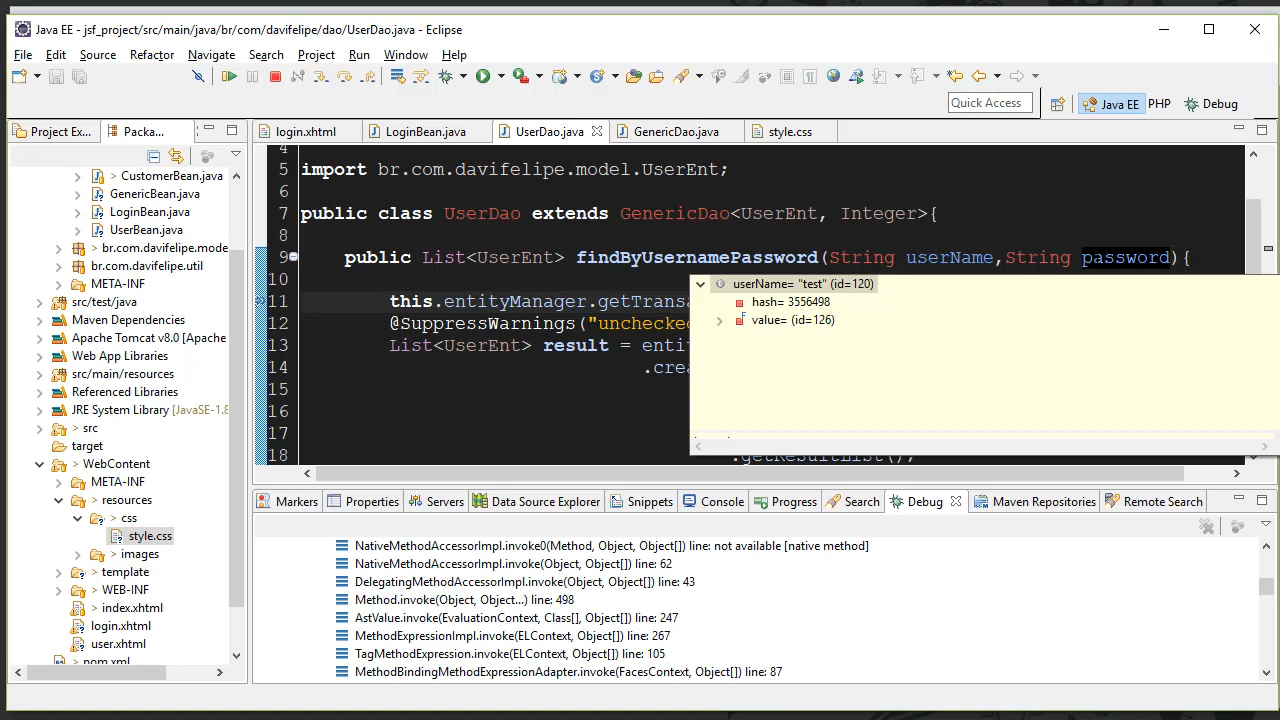 Java EE - jsf_project/src/main/java/br/com/davifelipe/dao/UserDao.java - Eclipse
File Edit Source Refactor Navigate Search Project Run Window Help
Quick Access
Java EE PHP Debug
Project Ex... Packa...
login.xhtml LoginBean.java UserDao.java GenericDao.java style.css
> CustomerBean.java
GenericBean.java
LoginBean.java
> UserBean.java
> br.com.davifelipe.mode
br.com.davifelipe.util
> META-INF
src/test/java
Maven Dependencies
Apache Tomcat v8.0 [Apache
Web App Libraries
src/main/resources
Referenced Libraries
JRE System Library [JavaSE-1.8
> src
target
> WebContent
META-INF
> resources
> css
style.css
> images
> template
> WEB-INF
> index.xhtml
login.xhtml
user.xhtml
4
5 import br.com.davifelipe.model.UserEnt;
6
7 public class UserDao extends GenericDao<UserEnt, Integer>{
8
9 public List<UserEnt> findByUsernamePassword(String userName,String password){
10
11 this.entityManager.getTransa
12 @SuppressWarnings("unchecked
13 List<UserEnt> result = entit
14 .crea
15
16
17
18 .getResultList();
userName= "test" (id=120)
hash= 3556498
value= (id=126)
Markers Properties Servers Data Source Explorer Snippets Console Progress Search Debug Maven Repositories Remote Search
NativeMethodAccessorImpl.invoke0(Method, Object, Object[]) line: not available [native method]
NativeMethodAccessorImpl.invoke(Object, Object[]) line: 62
DelegatingMethodAccessorImpl.invoke(Object, Object[]) line: 43
Method.invoke(Object, Object...) line: 498
AstValue.invoke(EvaluationContext, Class[], Object[]) line: 247
MethodExpressionImpl.invoke(ELContext, Object[]) line: 267
TagMethodExpression.invoke(ELContext, Object[]) line: 105
MethodBindingMethodExpressionAdapter.invoke(FacesContext, Object[]) line: 87